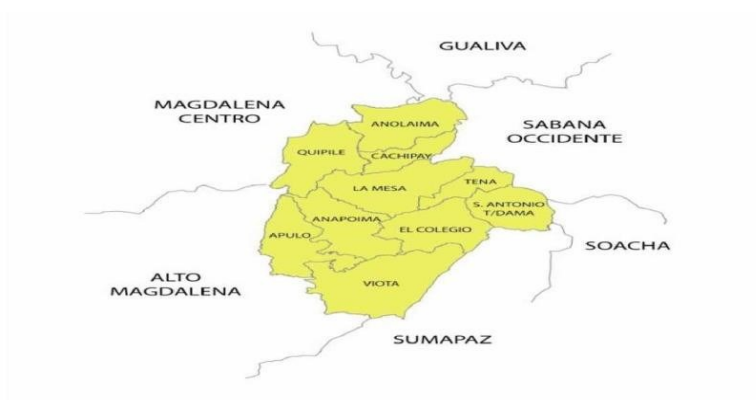 GUALIVA
MAGDALENA
CENTRO
SABANA
OCCIDENTE
ANOLAIMA
QUIPILE
CACHIPAY
LA MESA
TENA
S. ANTONIO
T/DAMA
ANAPOIMA
APULO
EL COLEGIO
SOACHA
ALTO
MAGDALENA
VIOTA
SUMAPAZ